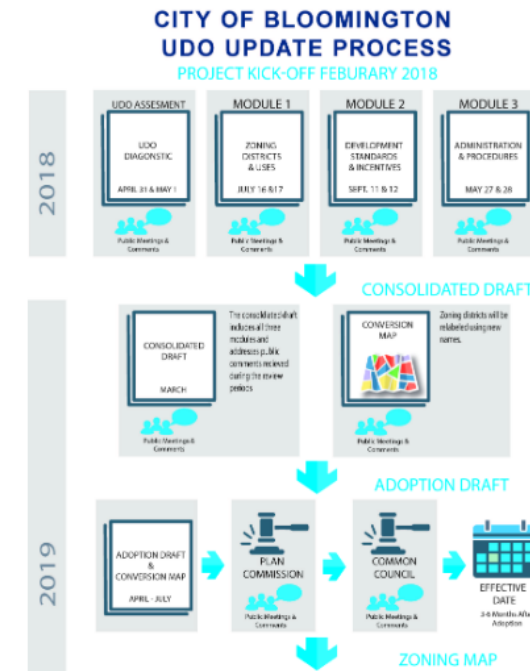 CITY OF BLOOMINGTON
UDO UPDATE PROCESS
PROJECT KICK-OFF FEBURARY 2018
2018
UDO ASSESMENT
UDO
DIAGONSTIC
APRIL 31 & MAY 1
Public Meetings &
Comments
MODULE 1
ZONING
DISTRICTS
& USES
JULY 16 &17
Public Meetings &
Comments
MODULE 2
DEVELOPMENT
STANDARDS
& INCENTIVES
SEPT. 11 & 12
Public Meetings &
Comments
MODULE 3
ADMINISTRATION
& PROCEDURES
MAY 27 & 28
Public Meetings &
Comments
CONSOLIDATED DRAFT
2019
CONSOLIDATED
DRAFT
MARCH
Public Meetings &
Comments
The consolidated draft
includes all three
modules and
addresses public
comments recieved
during the review
periods
CONVERSION
MAP
Public Meetings &
Comments
Zoning districts will be
relabeled using new
names.
ADOPTION DRAFT
ADOPTION DRAFT
&
CONVERSION MAP
APRIL - JULY
PLAN
COMMISSION
Public Meetings &
Comments
COMMON
COUNCIL
Public Meetings &
Comments
EFFECTIVE
DATE
Months
Adoption
ZONING MAP